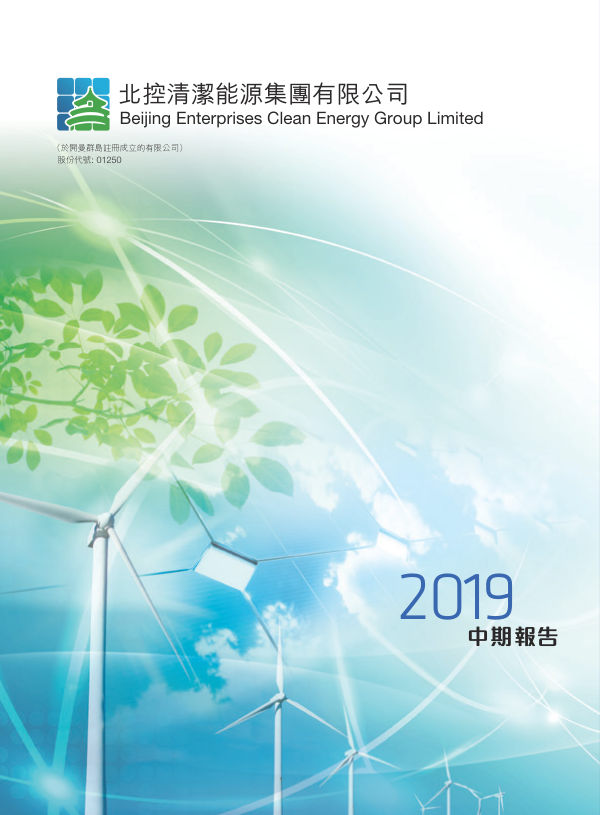 北控清潔能源集團有限公司
Beijing Enterprises Clean Energy Group Limited
（於開曼群島註冊成立的有限公司）
股份代號: 01250
2019
中期報告